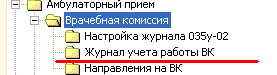 Амбулаторный прием
Врачебная комиссия
Настройка журнала 035у-02
Журнал учета работы ВК
Направления на ВК